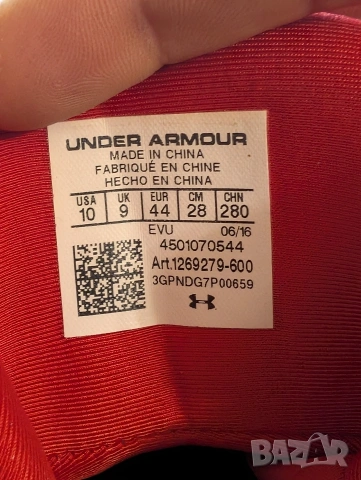 UNDER ARMOUR
MADE IN CHINA
FABRIQUÉ EN CHINE
HECHO EN CHINA
USA UK EUR CM CHN
10 9 44 28 280
EVU 06/16
4501070544
Art.1269279-600
3GPNDG7P00659
BAZAR